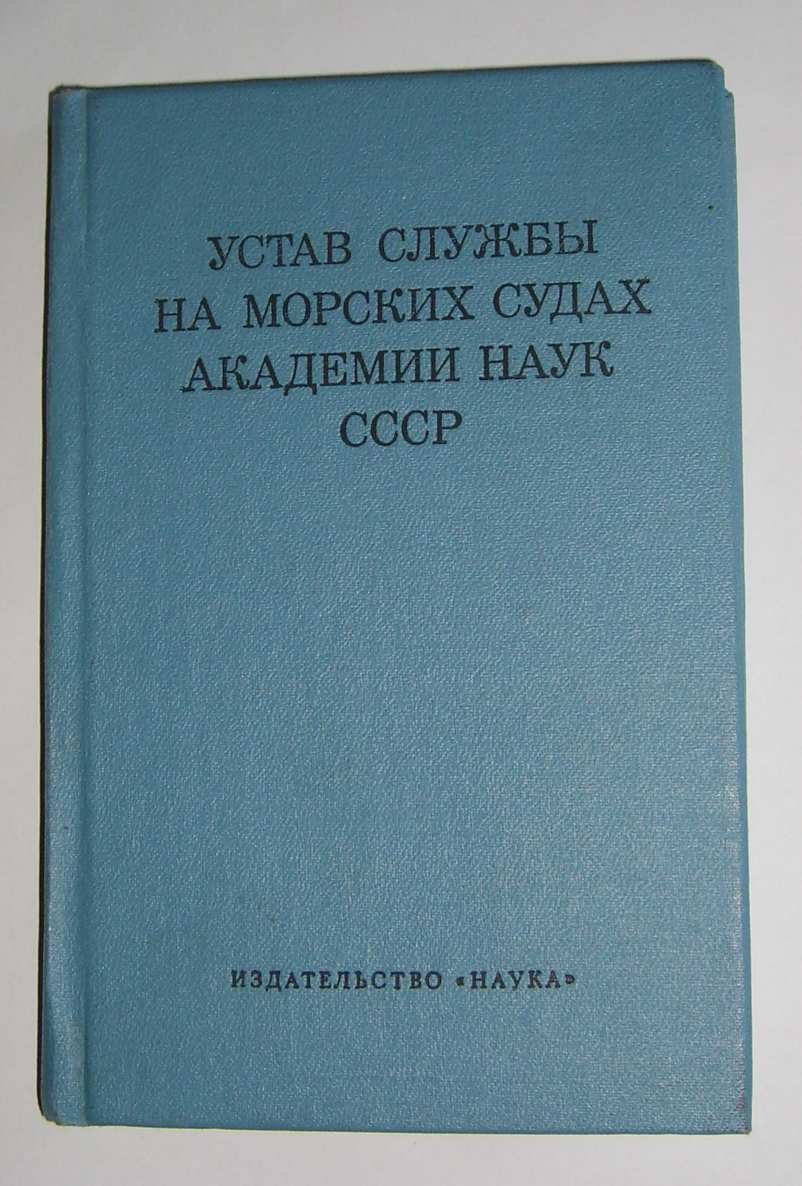 УСТАВ СЛУЖБЫ
НА МОРСКИХ СУДАХ
АКАДЕМИИ НАУК
СССР
ИЗДАТЕЛЬСТВО «НАУКА»